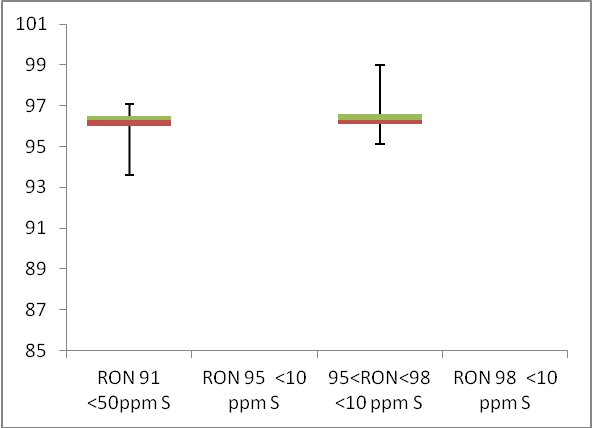 101
99
97
95
93
91
89
87
85
RON 91
<50ppm S
RON 95 <10
ppm S
95<RON<98
<10 ppm S
RON 98 <10
ppm S